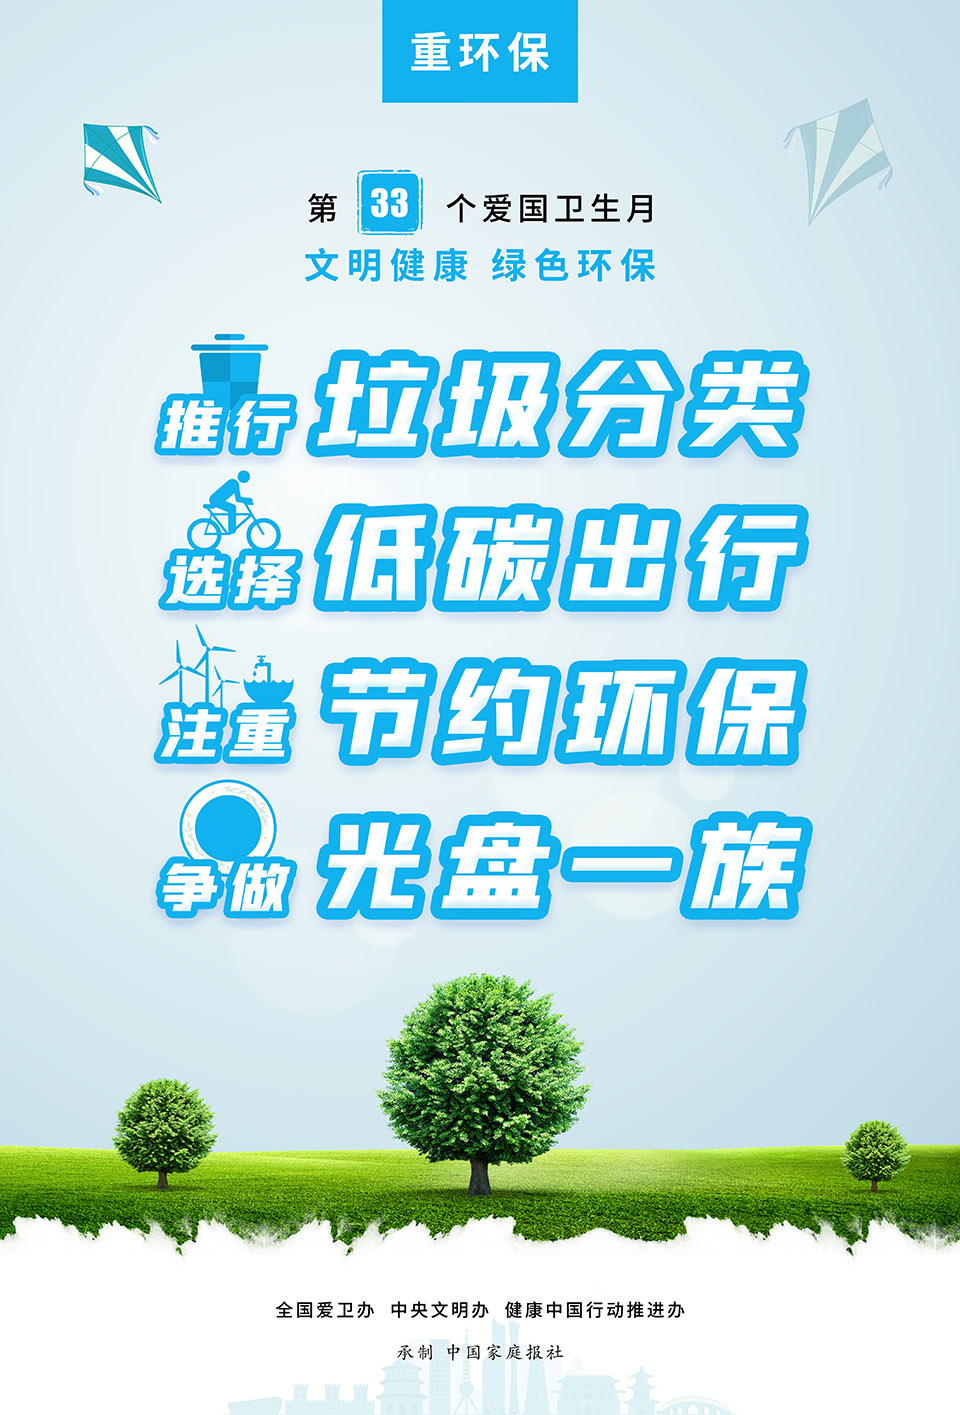 重环保
第 33 个爱国卫生月
文明健康 绿色环保
推行 垃圾分类
选择 低碳出行
注重 节约环保
争做 光盘一族
全国爱卫办 中央文明办 健康中国行动推进办
承制 中国家庭报社